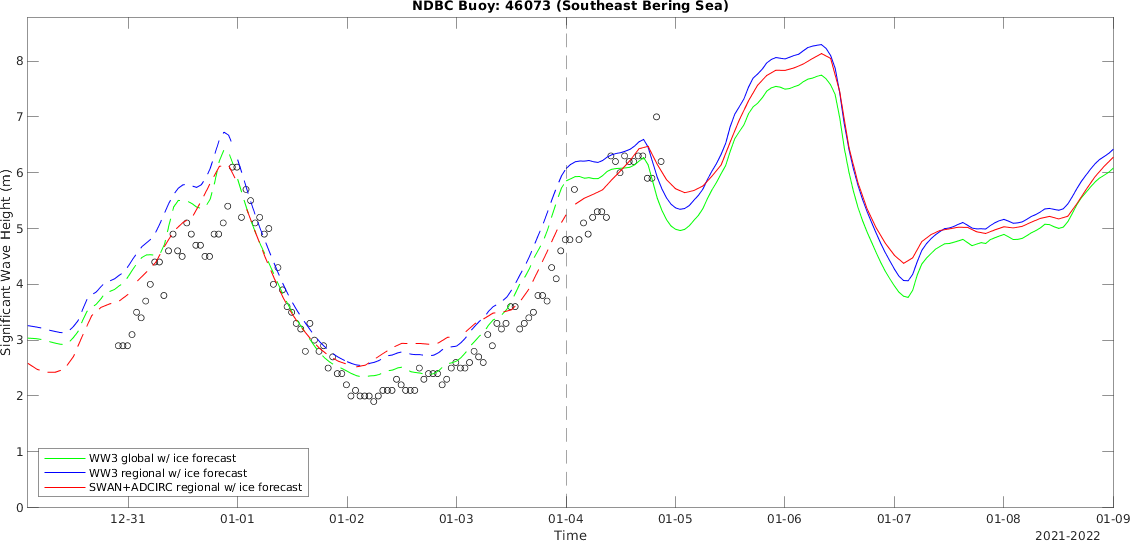 NDBC Buoy: 46073 (Southeast Bering Sea)
Significant Wave Height (m)
8
7
6
5
4
3
2
1
0
WW3 global w/ ice forecast
WW3 regional w/ ice forecast
SWAN+ADCIRC regional w/ ice forecast
12-31 01-01 01-02 01-03 01-04 01-05 01-06 01-07 01-08 01-09
Time
2021-2022